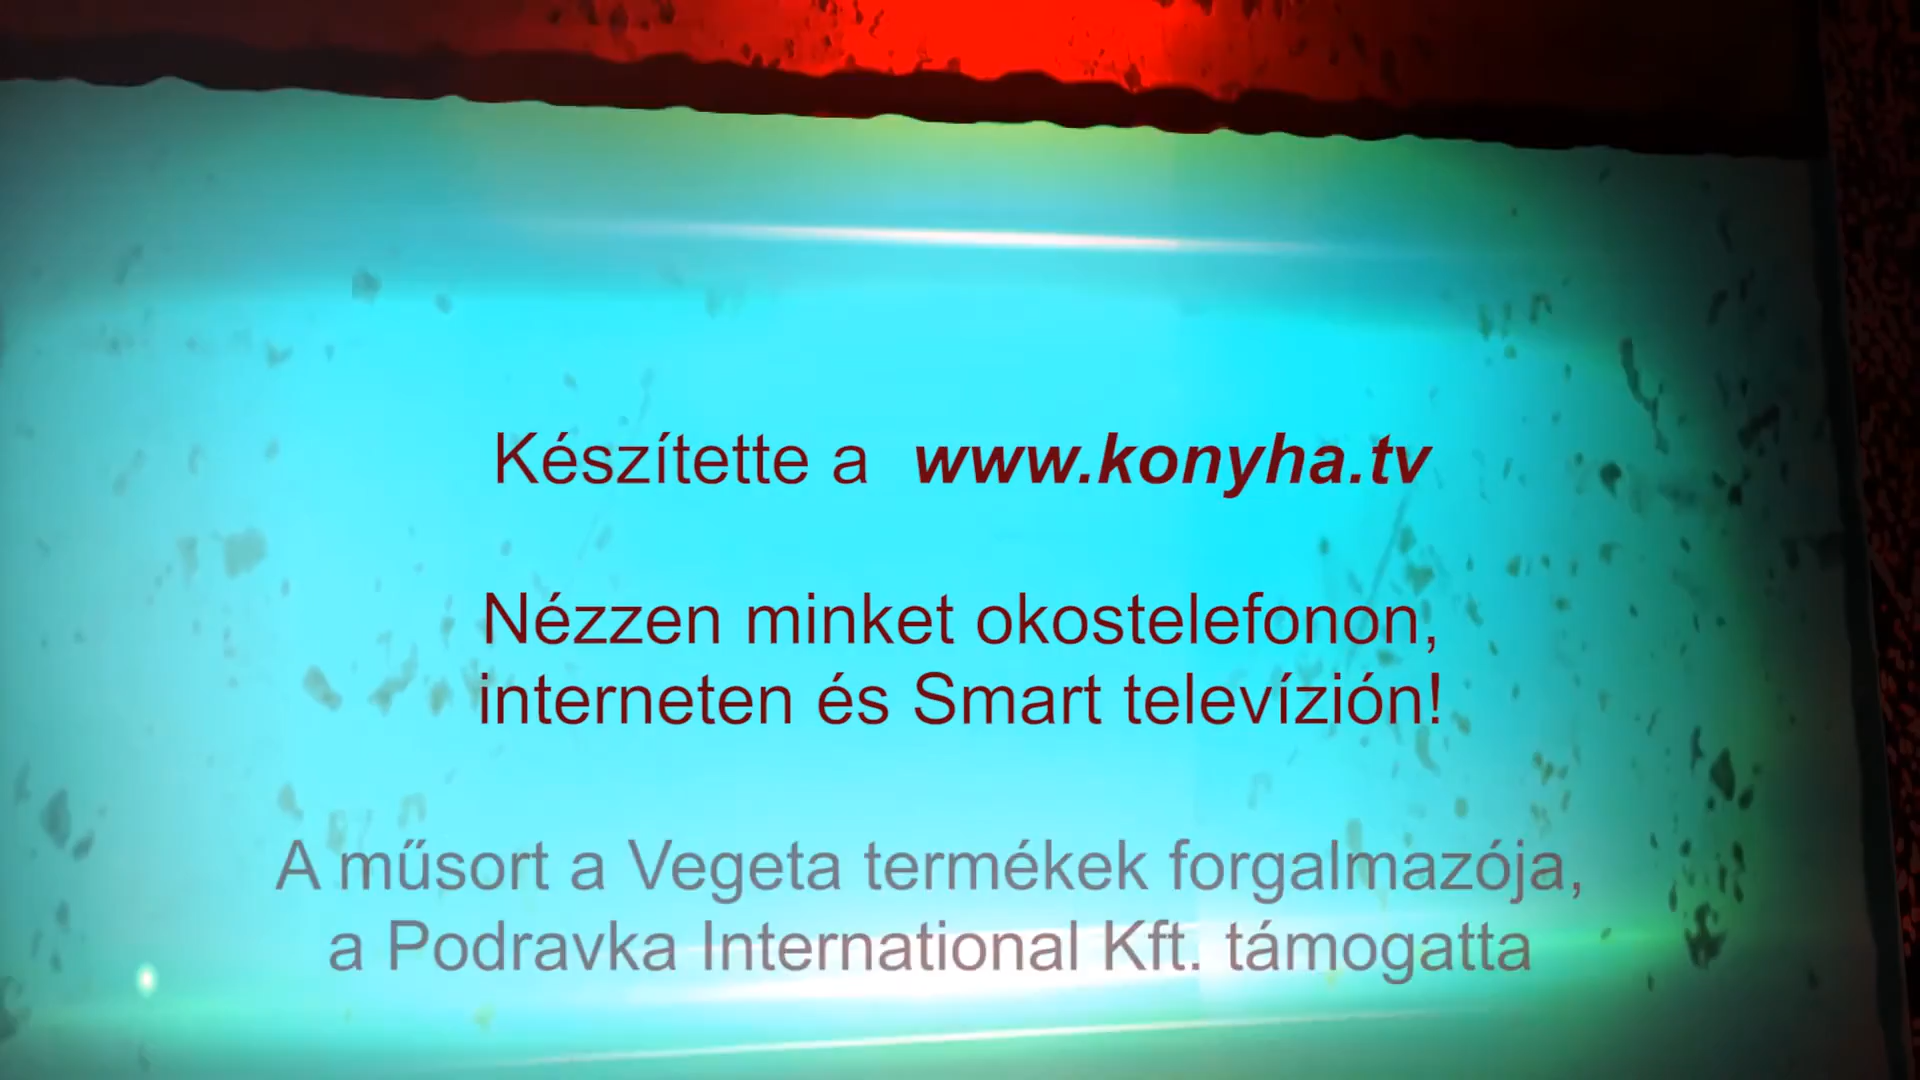 Készítette a www.konyha.tv
Nézzen minket okostelefonon,
interneten és Smart televízión!
A műsort a Vegeta termékek forgalmazója,
a Podravka International Kft. támogatta